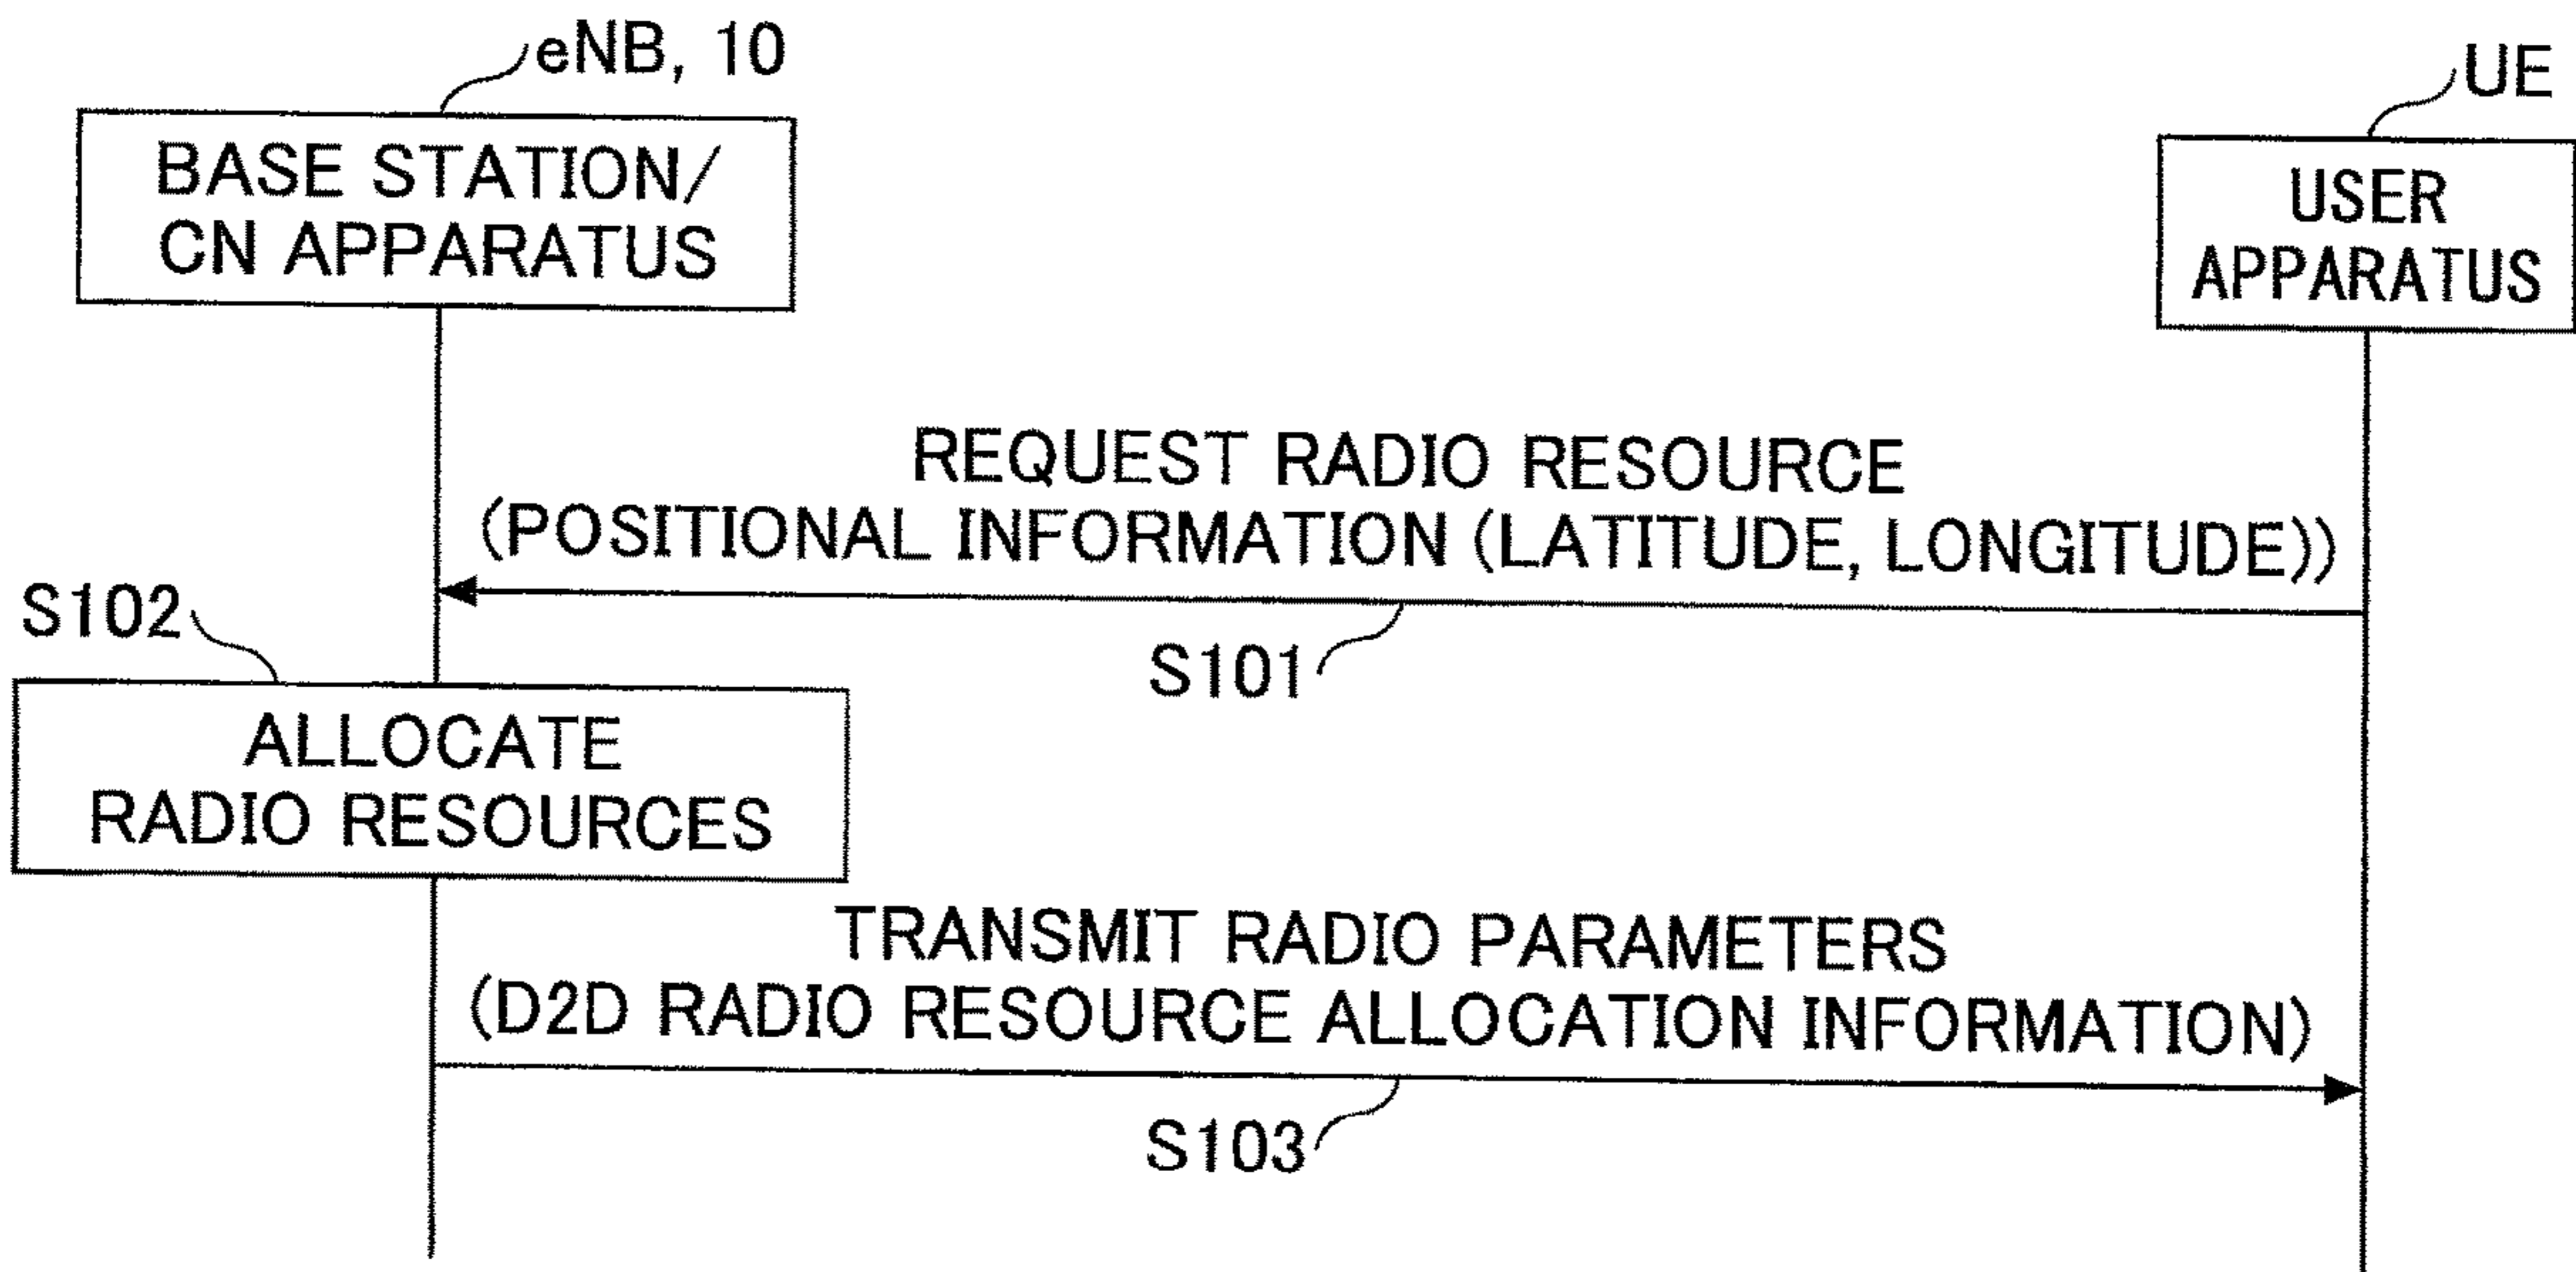 eNB, 10
UE
BASE STATION/
CN APPARATUS
USER
APPARATUS
REQUEST RADIO RESOURCE
(POSITIONAL INFORMATION (LATITUDE, LONGITUDE))
S101
S102
ALLOCATE
RADIO RESOURCES
TRANSMIT RADIO PARAMETERS
(D2D RADIO RESOURCE ALLOCATION INFORMATION)
S103